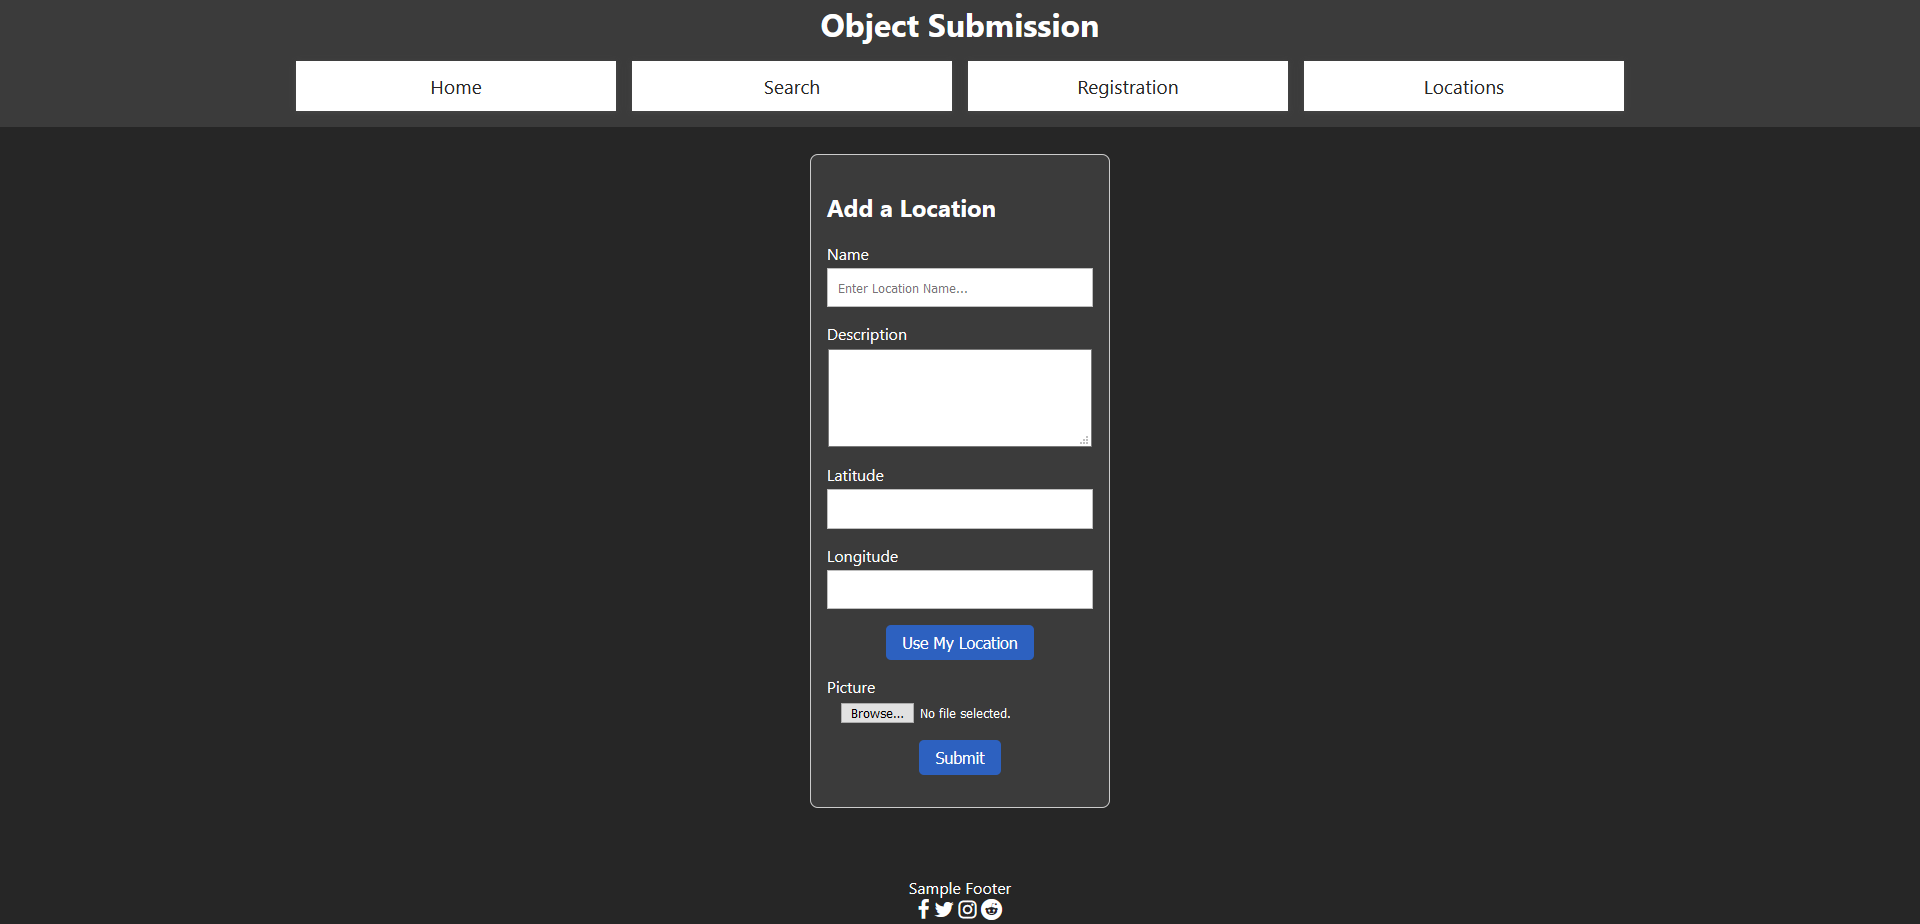 Object Submission
Home Search Registration Locations
Add a Location
Name
Enter Location Name...
Description
Latitude
Longitude
Use My Location
Picture
Browse... No file selected.
Submit
Sample Footer